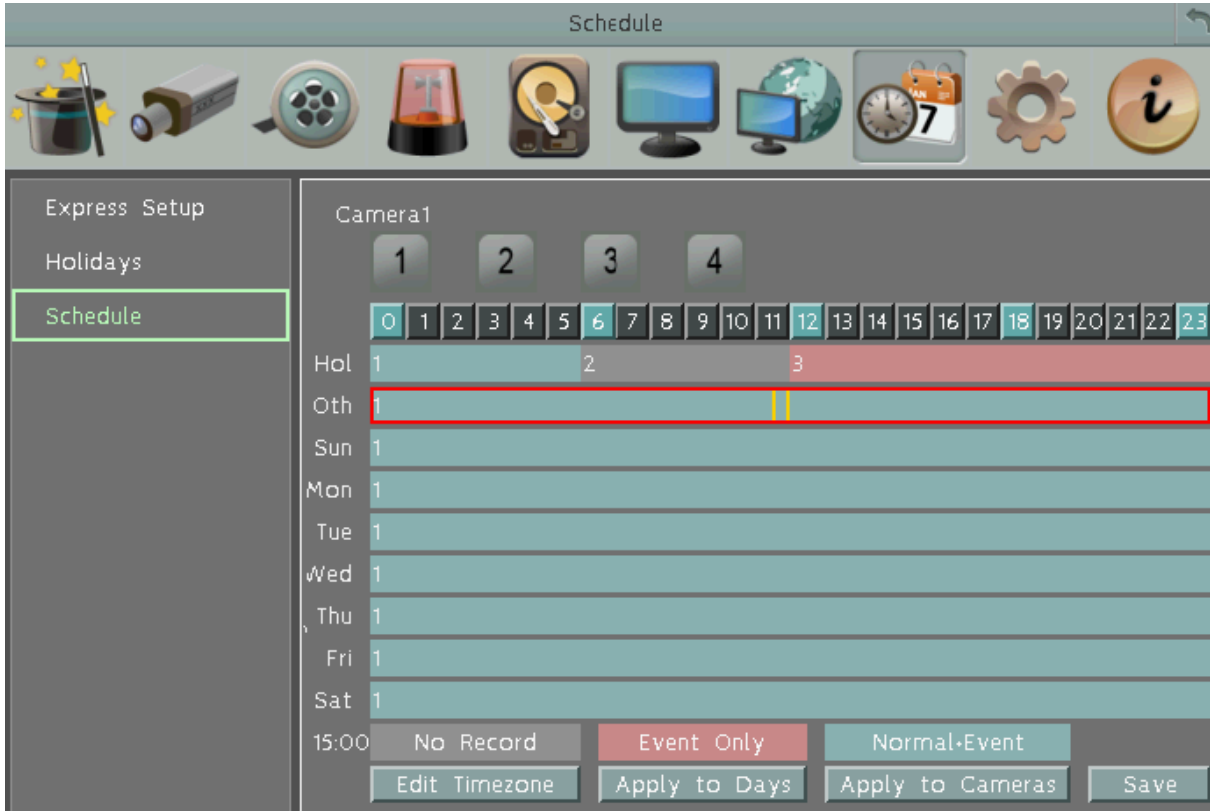 Schedule
JAN
7
i
Express Setup
Holidays
Schedule
Camera1
1 2 3 4
0 1 2 3 4 5 6 7 8 9 10 11 12 13 14 15 16 17 18 19 20 21 22 23
Hol 1 2 3
Oth 1
Sun 1
Mon 1
Tue 1
Wed 1
Thu 1
Fri 1
Sat 1
15:00 No Record Event Only Normal+Event
Edit Timezone Apply to Days Apply to Cameras Save